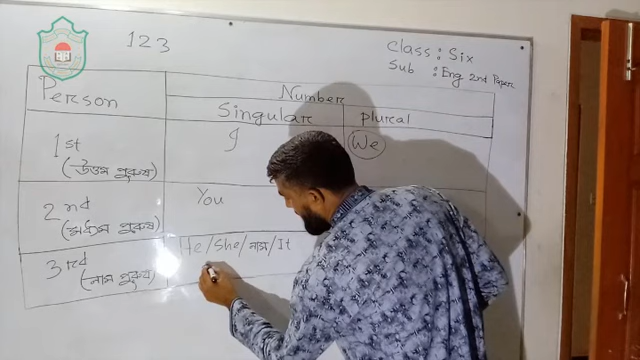 123
Class: Six
Sub : Eng 2nd Paper
Person
Number
Singular
plural
1st
I
We
(উত্তম পুরুষ)
2nd
You
(মধ্যম পুরুষ)
3rd
He/She/নাম/It
(নাম পুরুষ)